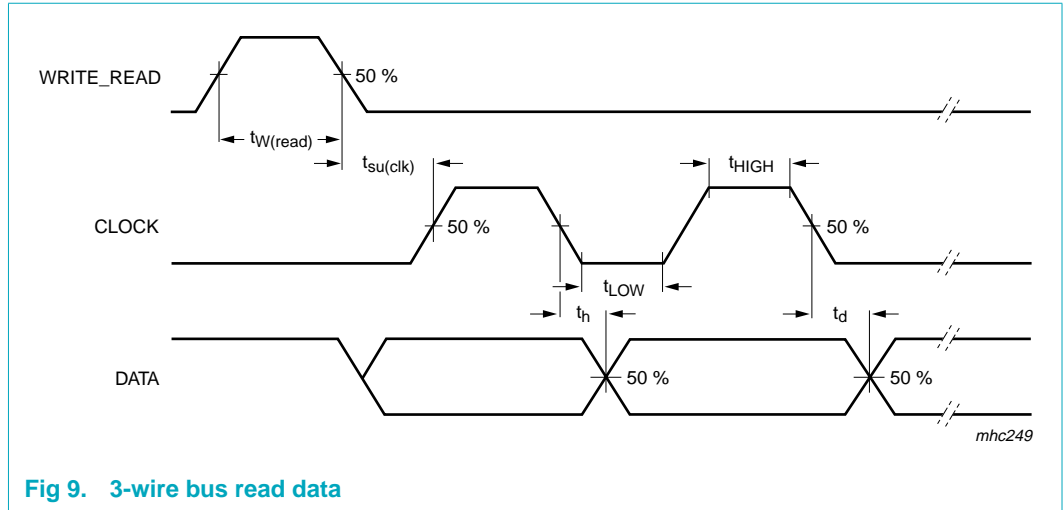 WRITE_READ
50 %
tW(read)
tsu(clk)
tHIGH
CLOCK
50 %
50 %
tLOW
th
td
DATA
50 %
50 %
mhc249
Fig 9. 3-wire bus read data